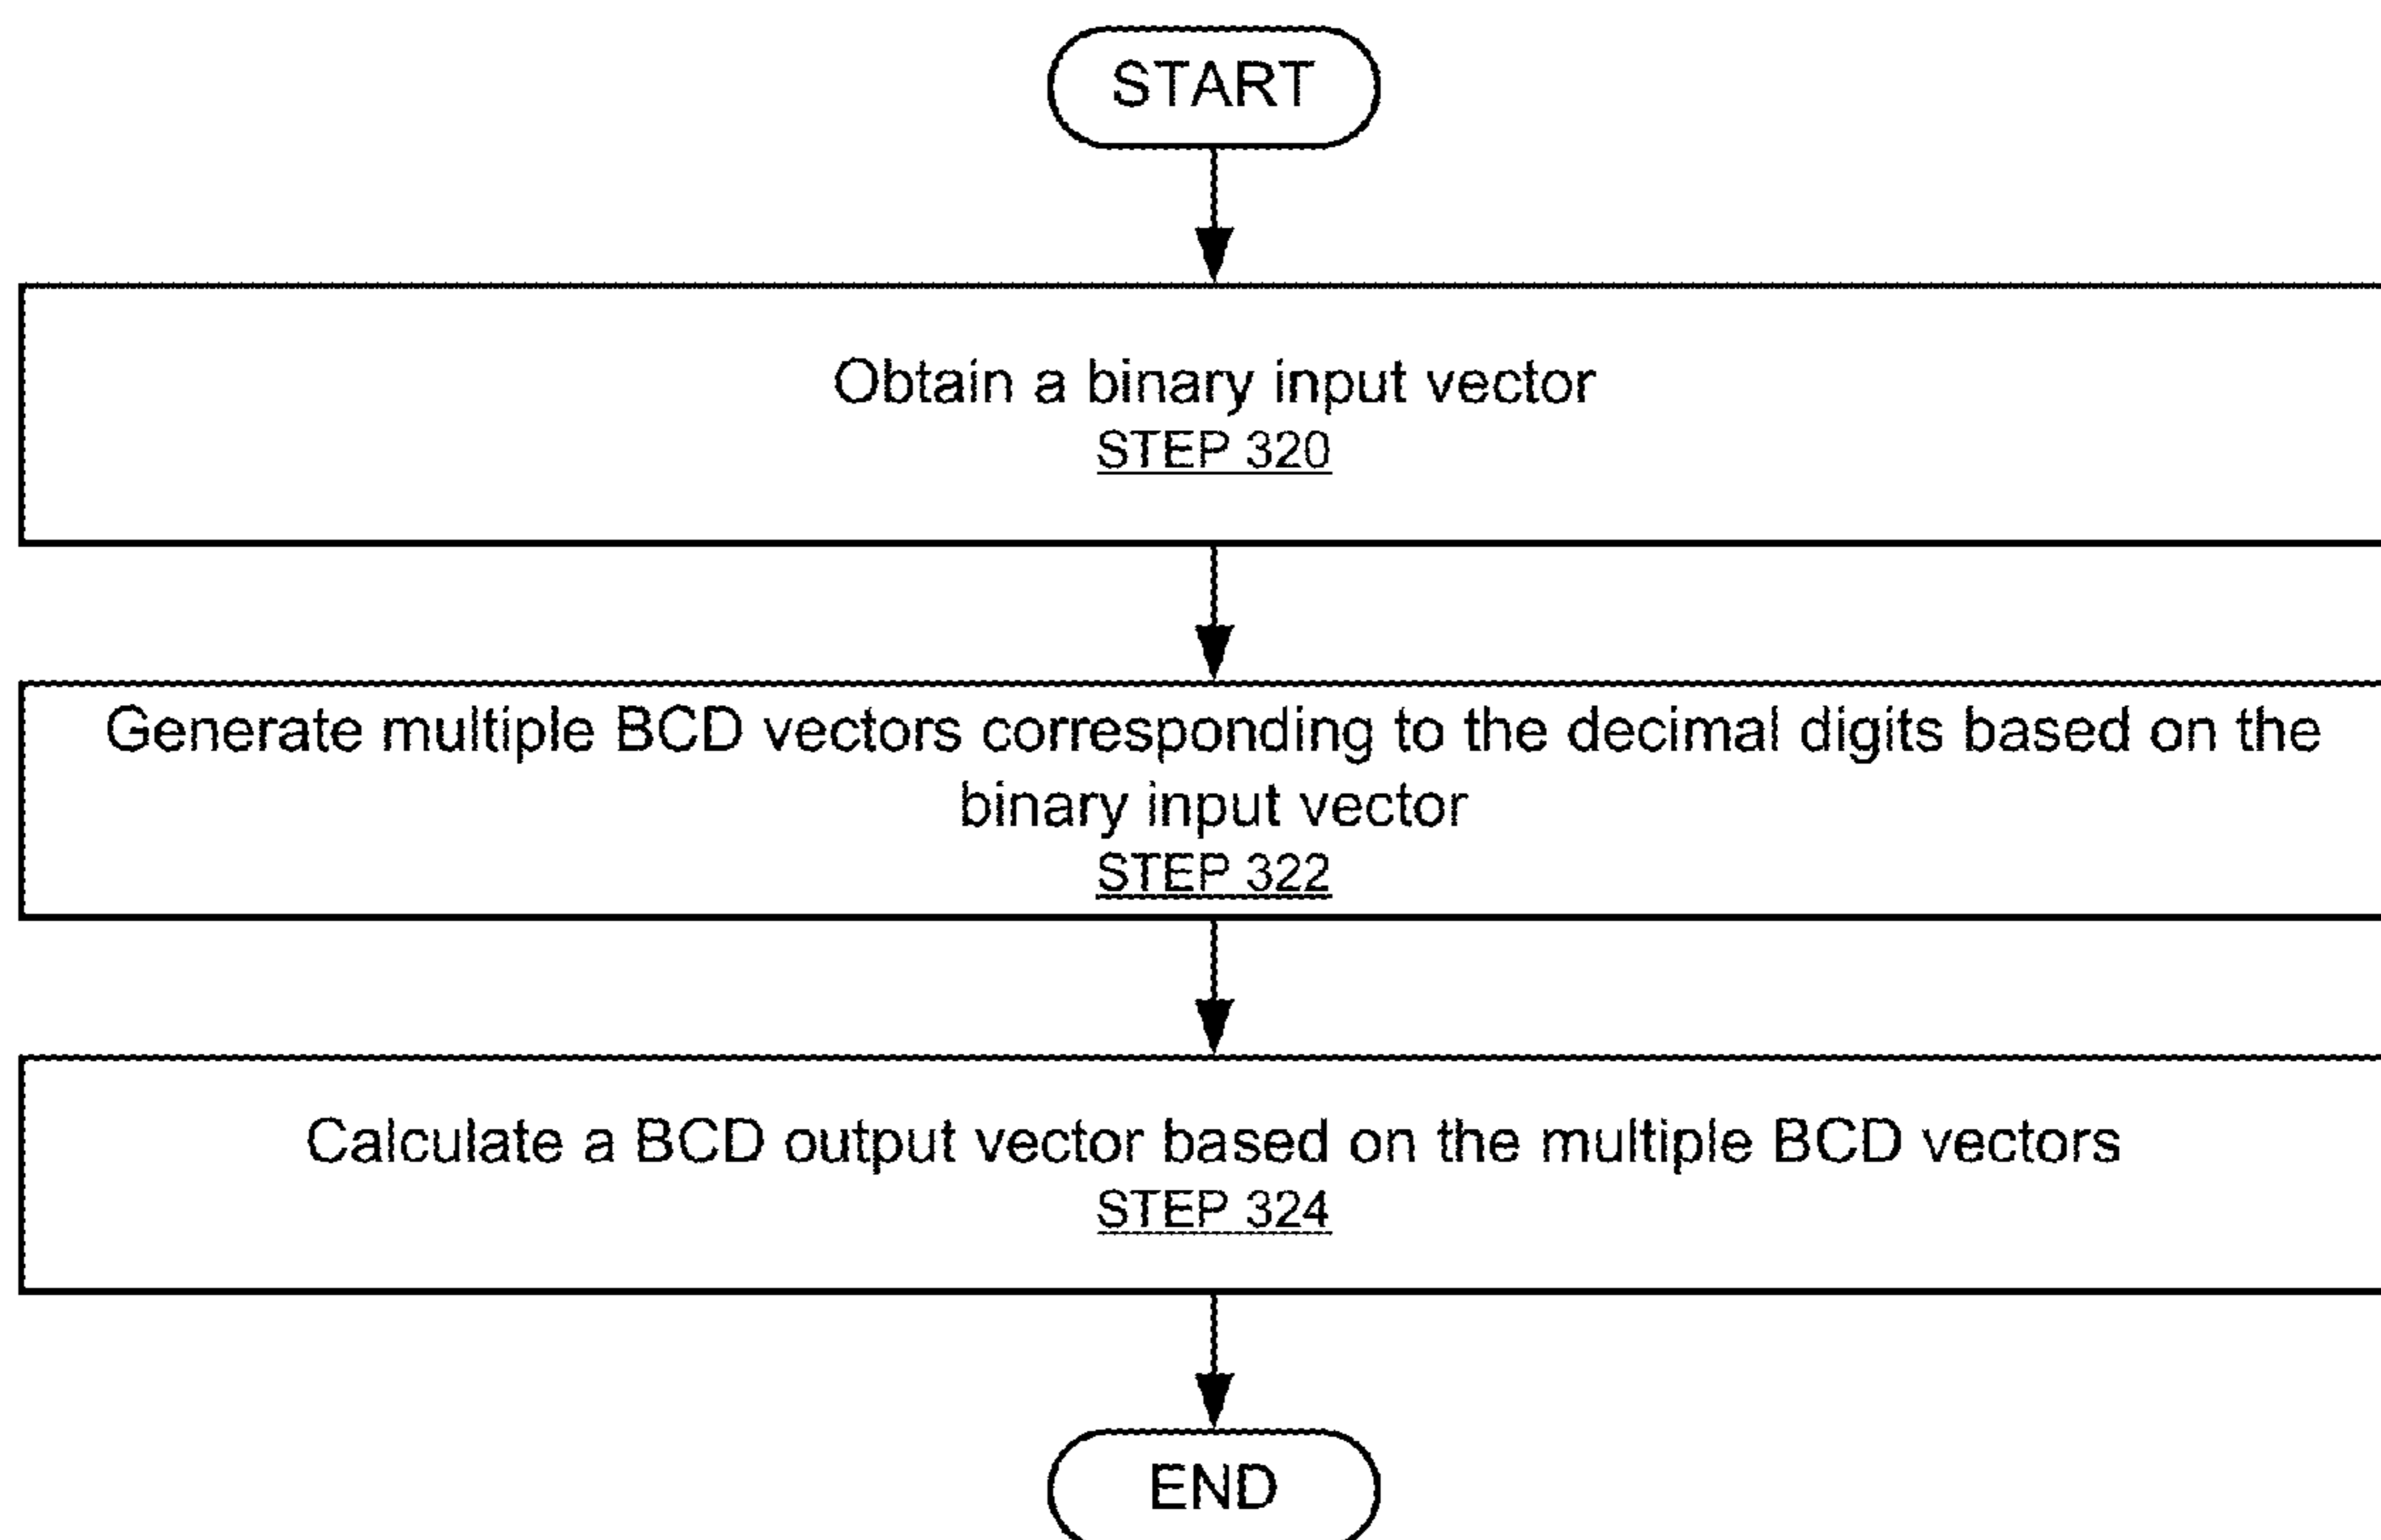 START
Obtain a binary input vector
STEP 320
Generate multiple BCD vectors corresponding to the decimal digits based on the
binary input vector
STEP 322
Calculate a BCD output vector based on the multiple BCD vectors
STEP 324
END